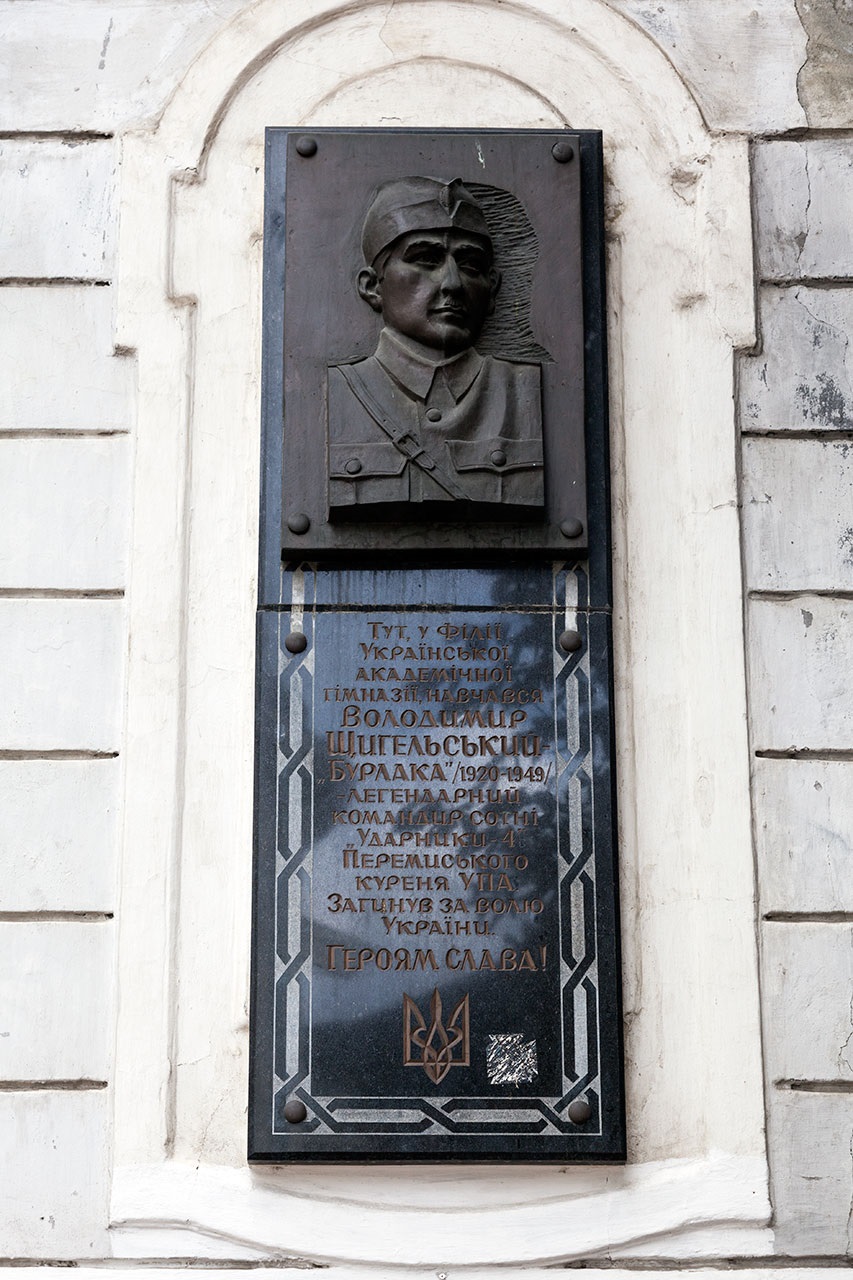 Тут, у Філії
Української
академічної
гімназії, навчався
Володимир
Щигельський-
„Бурлака"/1920-1949/
-легендарний
командир сотні
„Ударники-4"
Перемиського
куреня УПА.
Загинув за волю
України.
Героям слава!